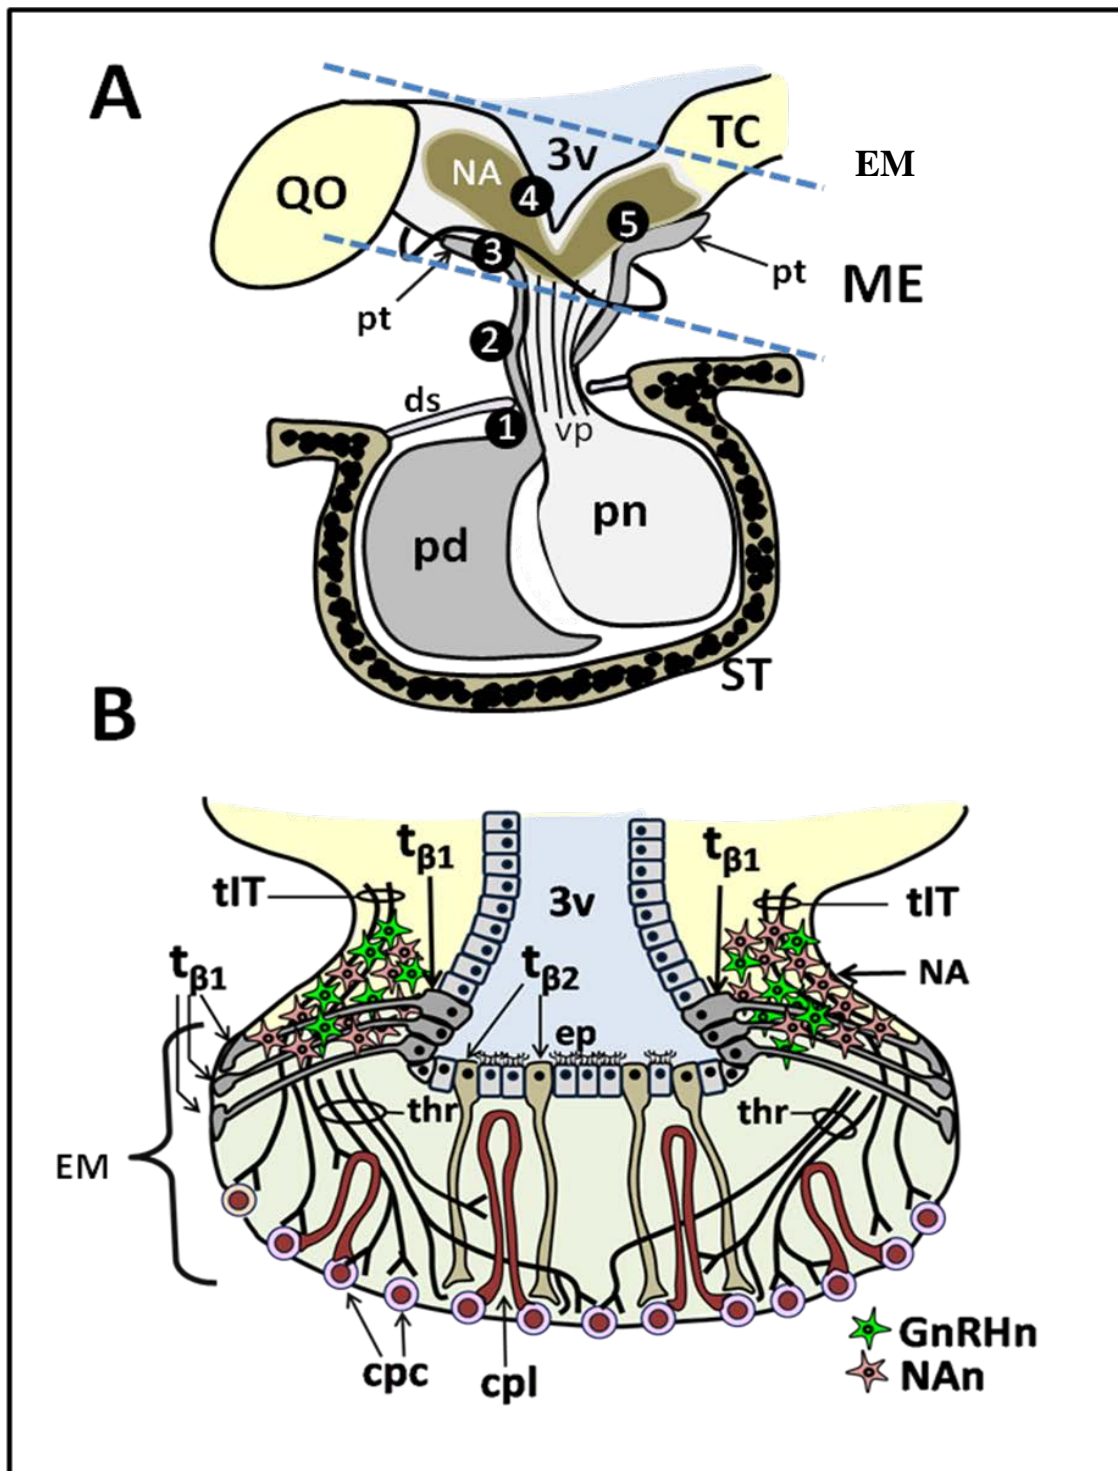 A
3v
TC
EM
NA
QO
4
5
3
pt
ME
pt
2
ds
1
vp
pn
pd
ST
B
tβ1
tβ1
tIT
3v
tIT
tβ1
tβ2
NA
ep
thr
thr
EM
GnRHn
cpc
cpl
NAn